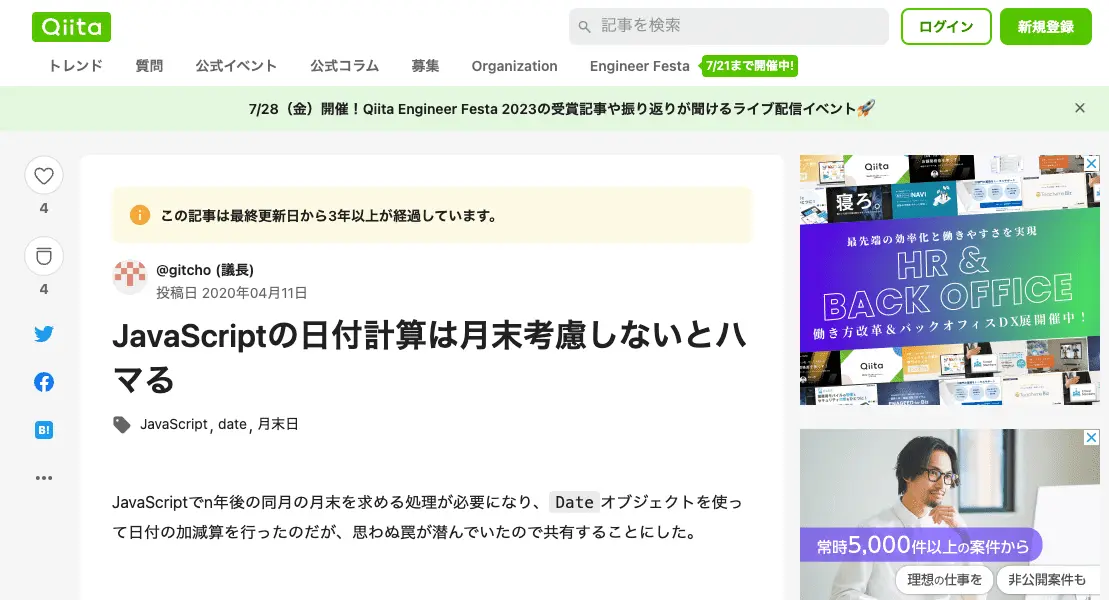 Qiita
記事を検索
ログイン
新規登録
トレンド
質問
公式イベント
公式コラム
募集
Organization
Engineer Festa
7/21まで開催中!
7/28（金）開催！Qiita Engineer Festa 2023の受賞記事や振り返りが聞けるライブ配信イベント🚀
4
4
B!
この記事は最終更新日から3年以上が経過しています。
@gitcho (議長)
投稿日 2020年04月11日
JavaScriptの日付計算は月末考慮しないとハ
マる
JavaScript, date, 月末日
JavaScriptでn年後の同月の月末を求める処理が必要になり、 Date オブジェクトを使っ
て日付の加減算を行ったのだが、思わぬ罠が潜んでいたので共有することにした。
Qiita
寝ろ。
NAVI
最先端の効率化と働きやすさを実現
HR &
BACK OFFICE
働き方改革＆バックオフィスDX展開催中！
Qiita
常時5,000件以上の案件から
理想の仕事を
非公開案件も